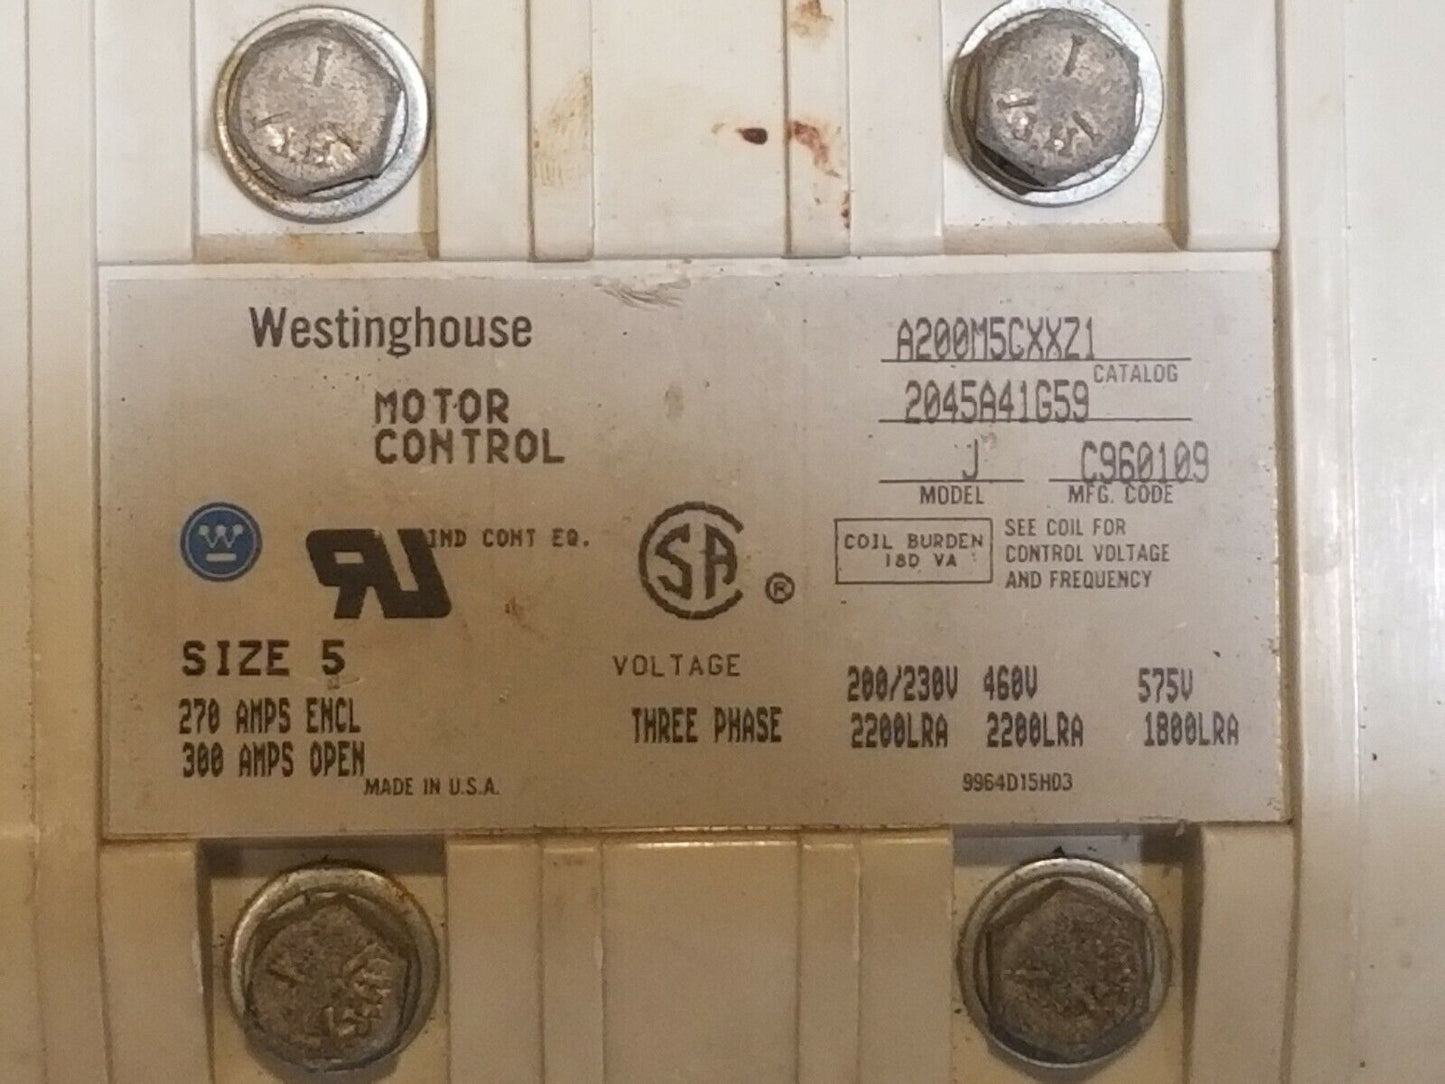 Westinghouse
MOTOR
CONTROL
A200M5CXXZ1
CATALOG
2045A41G59
J C960109
MODEL MFG. CODE
IND CONT EQ.
SA
®
COIL BURDEN
180 VA
SEE COIL FOR
CONTROL VOLTAGE
AND FREQUENCY
SIZE 5
270 AMPS ENCL
300 AMPS OPEN
MADE IN U.S.A.
VOLTAGE 200/230V 460V 575V
THREE PHASE 2200LRA 2200LRA 1800LRA
9964D15H03